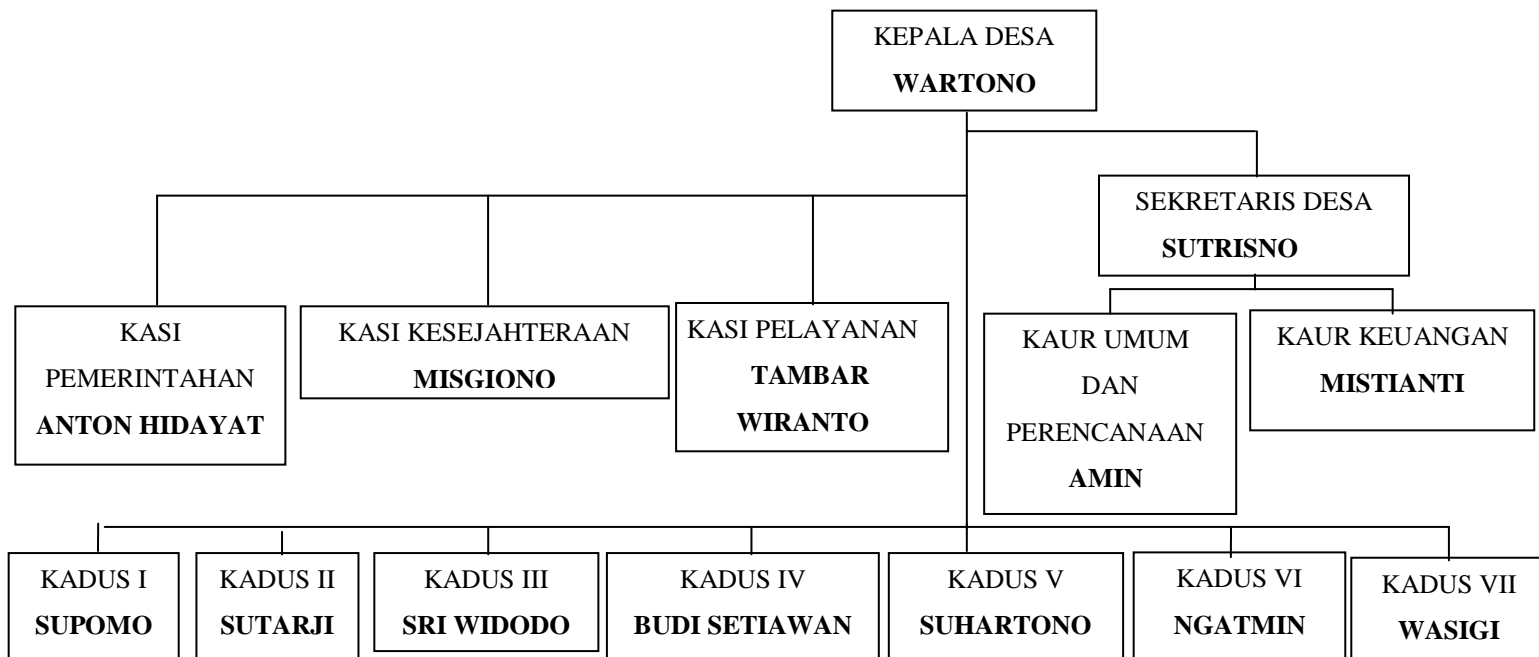 KEPALA DESA
WARTONO
SEKRETARIS DESA
SUTRISNO
KASI
PEMERINTAHAN
ANTON HIDAYAT
KASI KESEJAHTERAAN
MISGIONO
KASI PELAYANAN
TAMBAR
WIRANTO
KAUR UMUM
DAN
PERENCANAAN
AMIN
KAUR KEUANGAN
MISTIANTI
KADUS I
SUPOMO
KADUS II
SUTARJI
KADUS III
SRI WIDODO
KADUS IV
BUDI SETIAWAN
KADUS V
SUHARTONO
KADUS VI
NGATMIN
KADUS VII
WASIGI